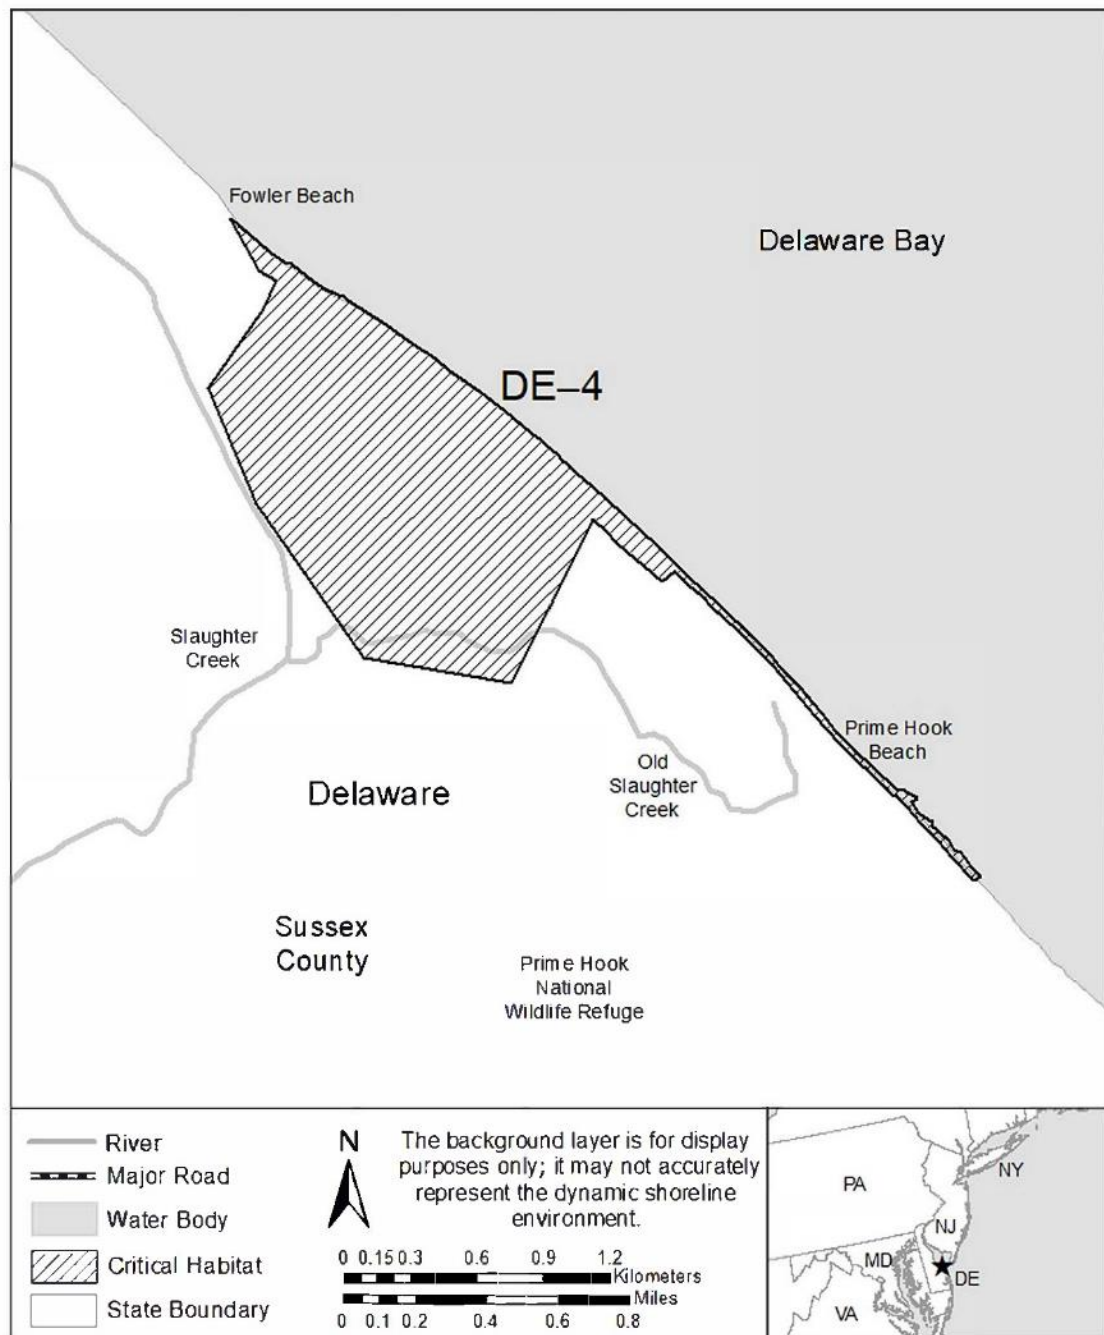 Fowler Beach
Delaware Bay
DE–4
Slaughter
Creek
Prime Hook
Beach
Old
Slaughter
Creek
Delaware
Sussex
County
Prime Hook
National
Wildlife Refuge
River
Major Road
Water Body
Critical Habitat
State Boundary
N
The background layer is for display
purposes only; it may not accurately
represent the dynamic shoreline
environment.
0 0.15 0.3 0.6 0.9 1.2
Kilometers
Miles
0 0.1 0.2 0.4 0.6 0.8
NY
PA
NJ
MD
DE
VA